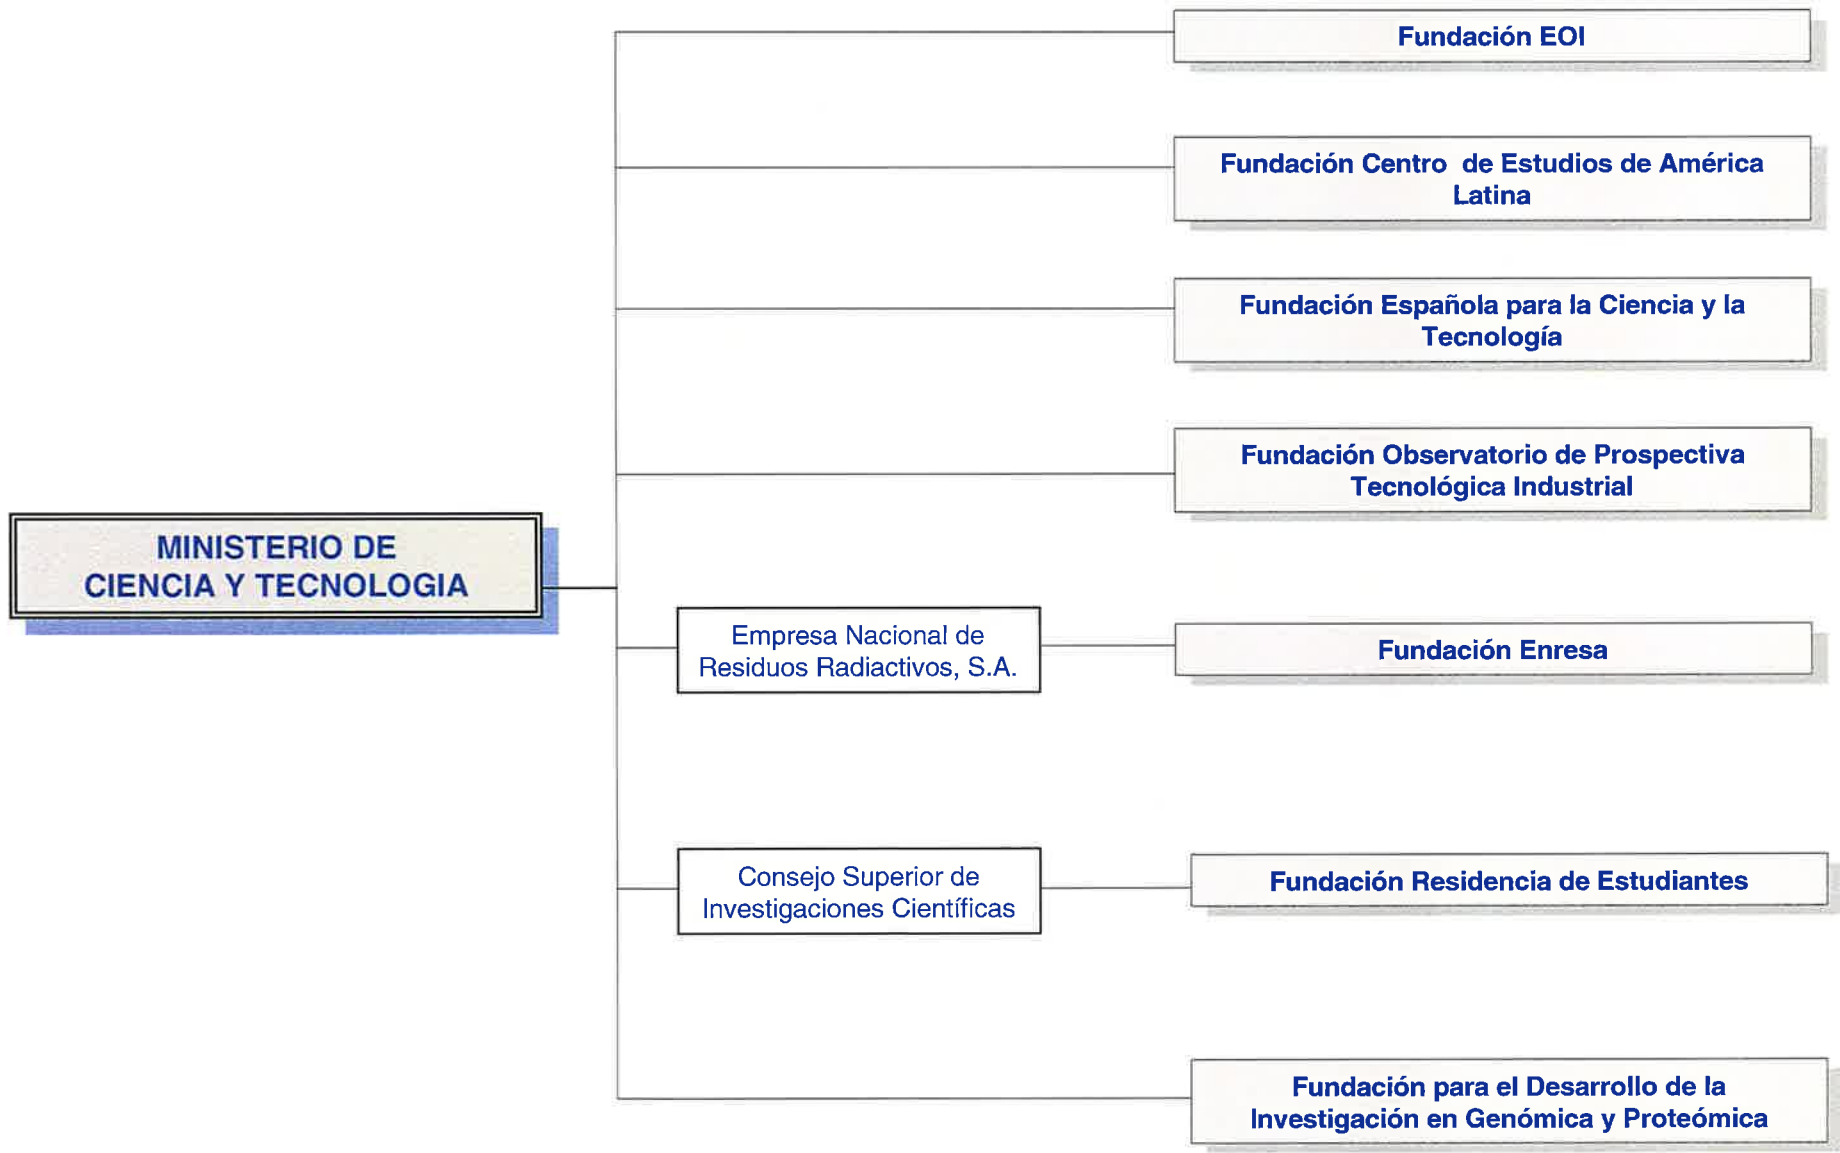 Fundación EOI
Fundación Centro de Estudios de América
Latina
Fundación Española para la Ciencia y la
Tecnología
Fundación Observatorio de Prospectiva
Tecnológica Industrial
MINISTERIO DE
CIENCIA Y TECNOLOGIA
Empresa Nacional de
Residuos Radiactivos, S.A.
Fundación Enresa
Consejo Superior de
Investigaciones Científicas
Fundación Residencia de Estudiantes
Fundación para el Desarrollo de la
Investigación en Genómica y Proteómica